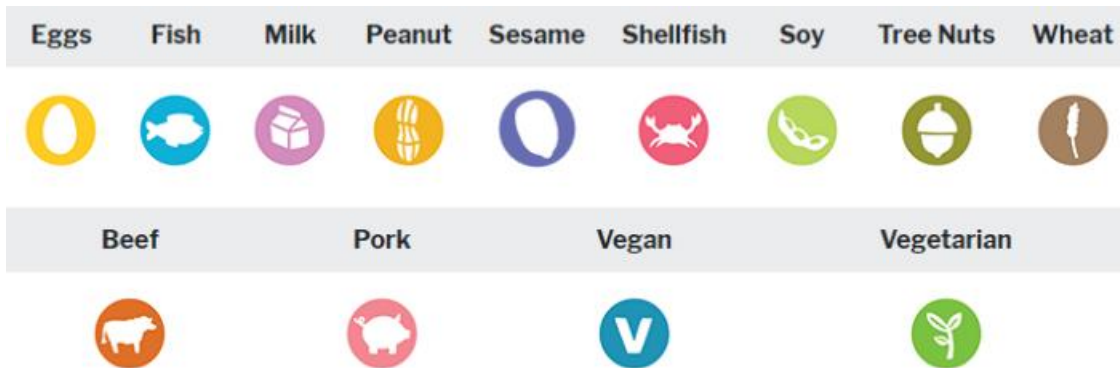 Eggs Fish Milk Peanut Sesame Shellfish Soy Tree Nuts Wheat
Beef Pork Vegan Vegetarian
V